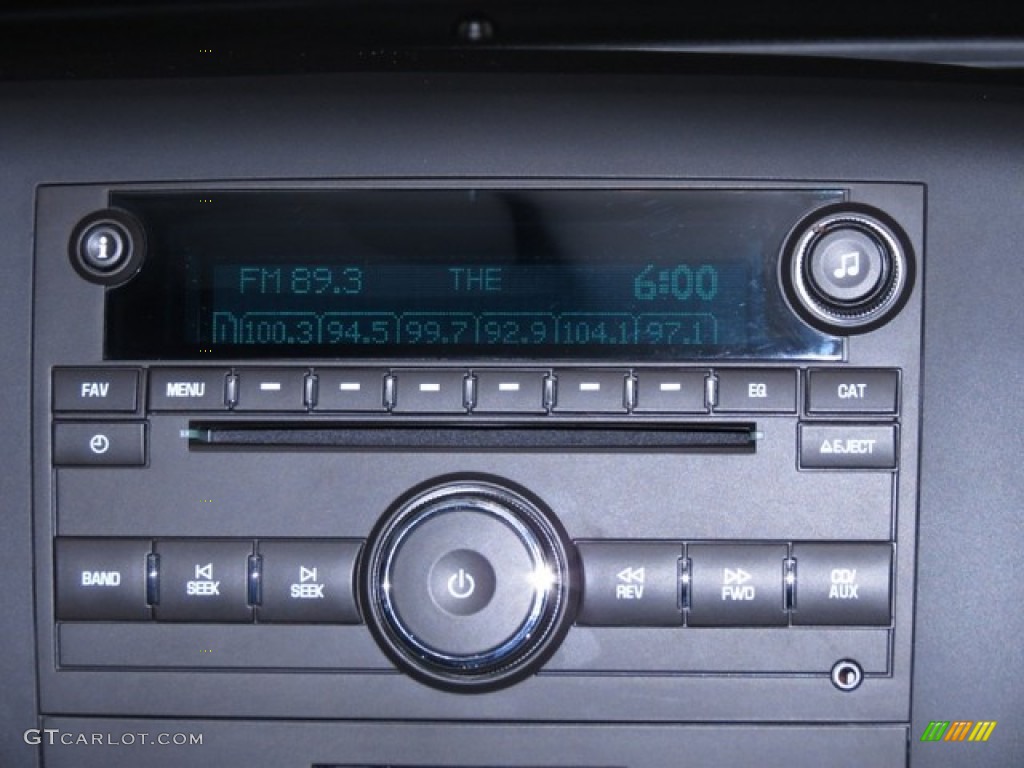 i
FM 89.3 THE 6:00
100.3 94.5 99.7 92.9 104.1 97.1
FAV MENU EQ CAT
EJECT
BAND SEEK SEEK REV FWD CD/
AUX
GTCARLOT.COM